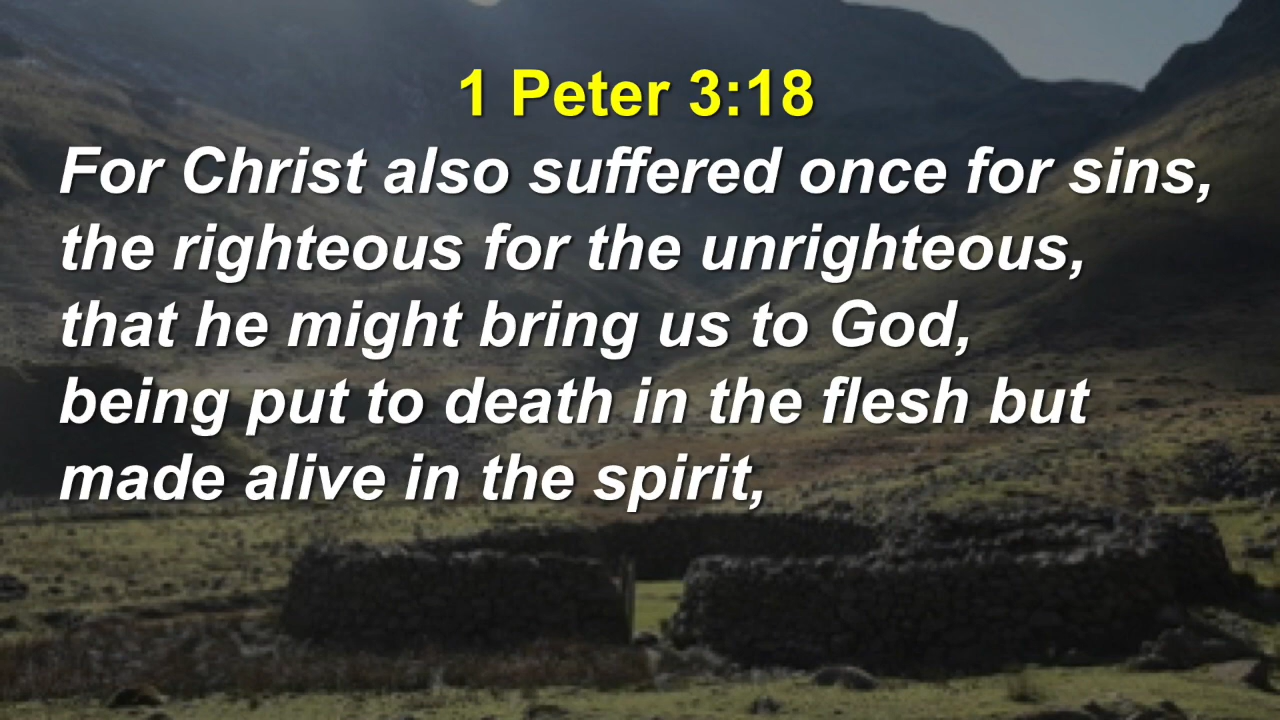 1 Peter 3:18
For Christ also suffered once for sins,
the righteous for the unrighteous,
that he might bring us to God,
being put to death in the flesh but
made alive in the spirit,